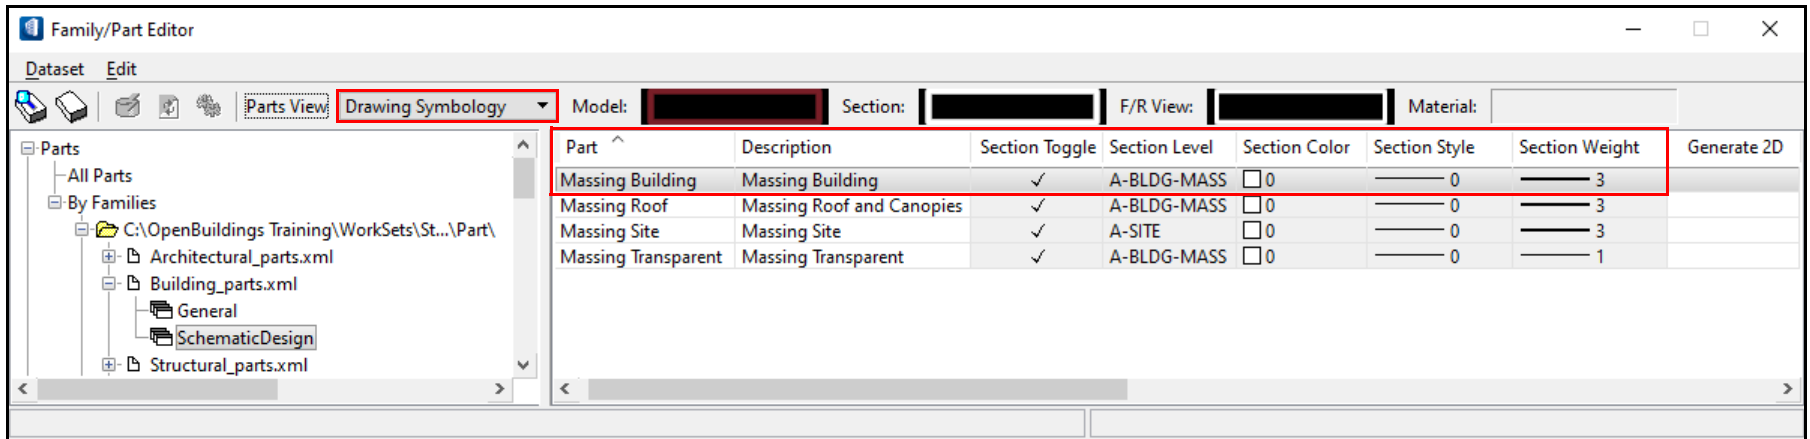 Family/Part Editor
Dataset Edit
Parts View Drawing Symbology Model: Section: F/R View: Material:
Parts
All Parts
By Families
C:\OpenBuildings Training\WorkSets\St...\Part\
Architectural_parts.xml
Building_parts.xml
General
SchematicDesign
Structural_parts.xml
Part Description Section Toggle Section Level Section Color Section Style Section Weight Generate 2D
Massing Building Massing Building ✓ A-BLDG-MASS 0 0 3
Massing Roof Massing Roof and Canopies ✓ A-BLDG-MASS 0 0 3
Massing Site Massing Site ✓ A-SITE 0 0 3
Massing Transparent Massing Transparent ✓ A-BLDG-MASS 0 0 1